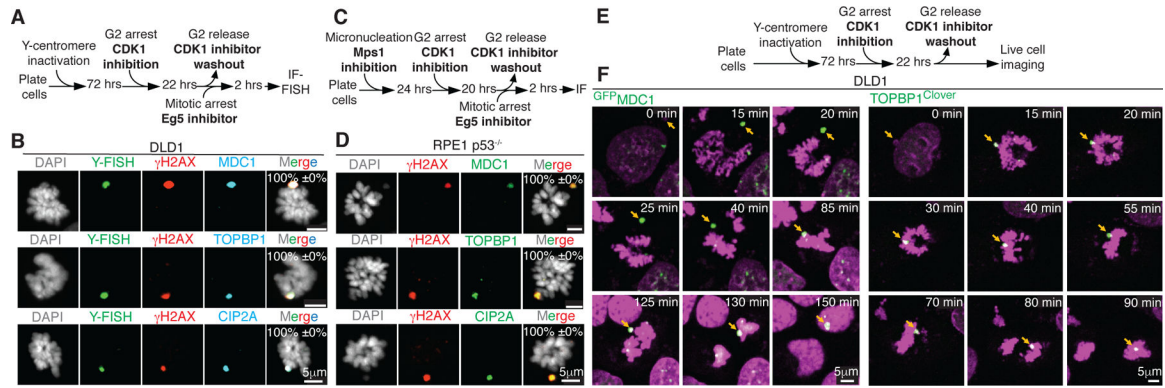 A
Y-centromere
inactivation
G2 arrest
CDK1
inhibition
G2 release
CDK1 inhibitor
washout
Plate
cells
72 hrs
22 hrs
2 hrs
IF-
FISH
Mitotic arrest
Eg5 inhibitor
B
DLD1
DAPI Y-FISH γH2AX MDC1 Merge
100% ±0%
DAPI Y-FISH γH2AX TOPBP1 Merge
100% ±0%
DAPI Y-FISH γH2AX CIP2A Merge
100% ±0%
5μm
C
Micronucleation
Mps1
inhibition
G2 arrest
CDK1
inhibition
G2 release
CDK1 inhibitor
washout
Plate
cells
24 hrs
20 hrs
2 hrs
IF
Mitotic arrest
Eg5 inhibitor
D
RPE1 p53-/-
DAPI γH2AX MDC1 Merge
100% ±0%
DAPI γH2AX TOPBP1 Merge
100% ±0%
DAPI γH2AX CIP2A Merge
100% ±0%
5μm
E
Y-centromere
inactivation
G2 arrest
CDK1
inhibition
G2 release
CDK1 inhibitor
washout
Plate
cells
72 hrs
22 hrs
Live cell
imaging
F
DLD1
GFPMDC1
TOPBP1Clover
0 min 15 min 20 min 0 min 15 min 20 min
25 min 40 min 85 min 30 min 40 min 55 min
125 min 130 min 150 min 70 min 80 min 90 min
5μm 5μm